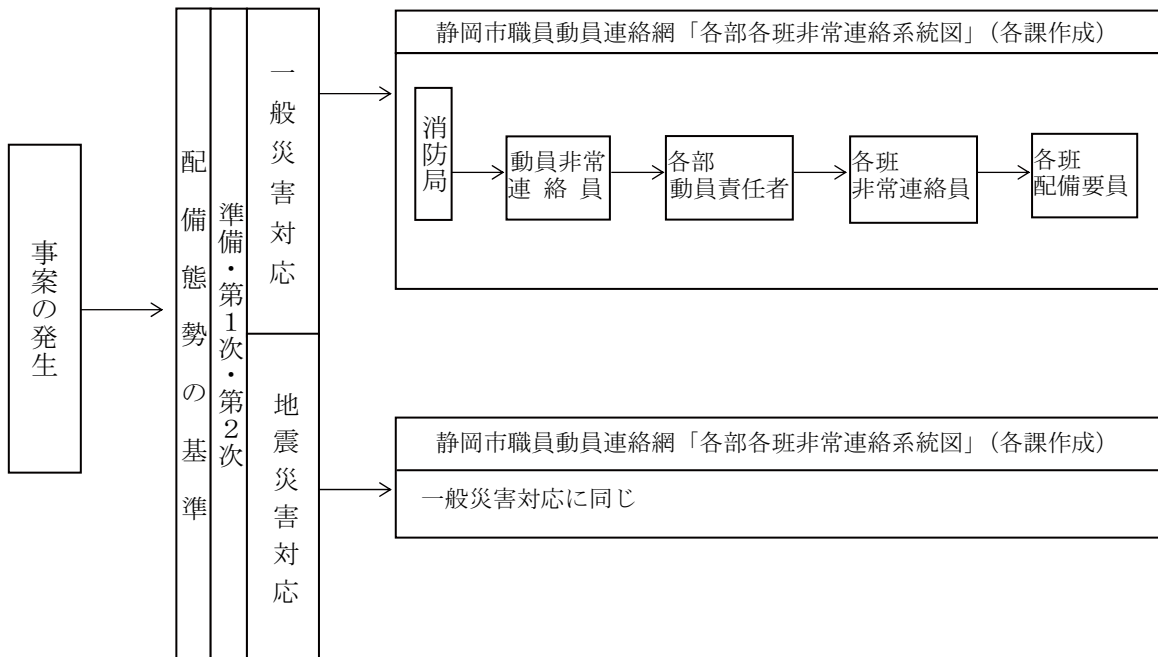 事案の発生
配備態勢の基準
準備・第1次・第2次
一般災害対応
静岡市職員動員連絡網「各部各班非常連絡系統図」（各課作成）
消防局
動員非常
連絡員
各部
動員責任者
各班
非常連絡員
各班
配備要員
地震災害対応
静岡市職員動員連絡網「各部各班非常連絡系統図」（各課作成）
一般災害対応に同じ